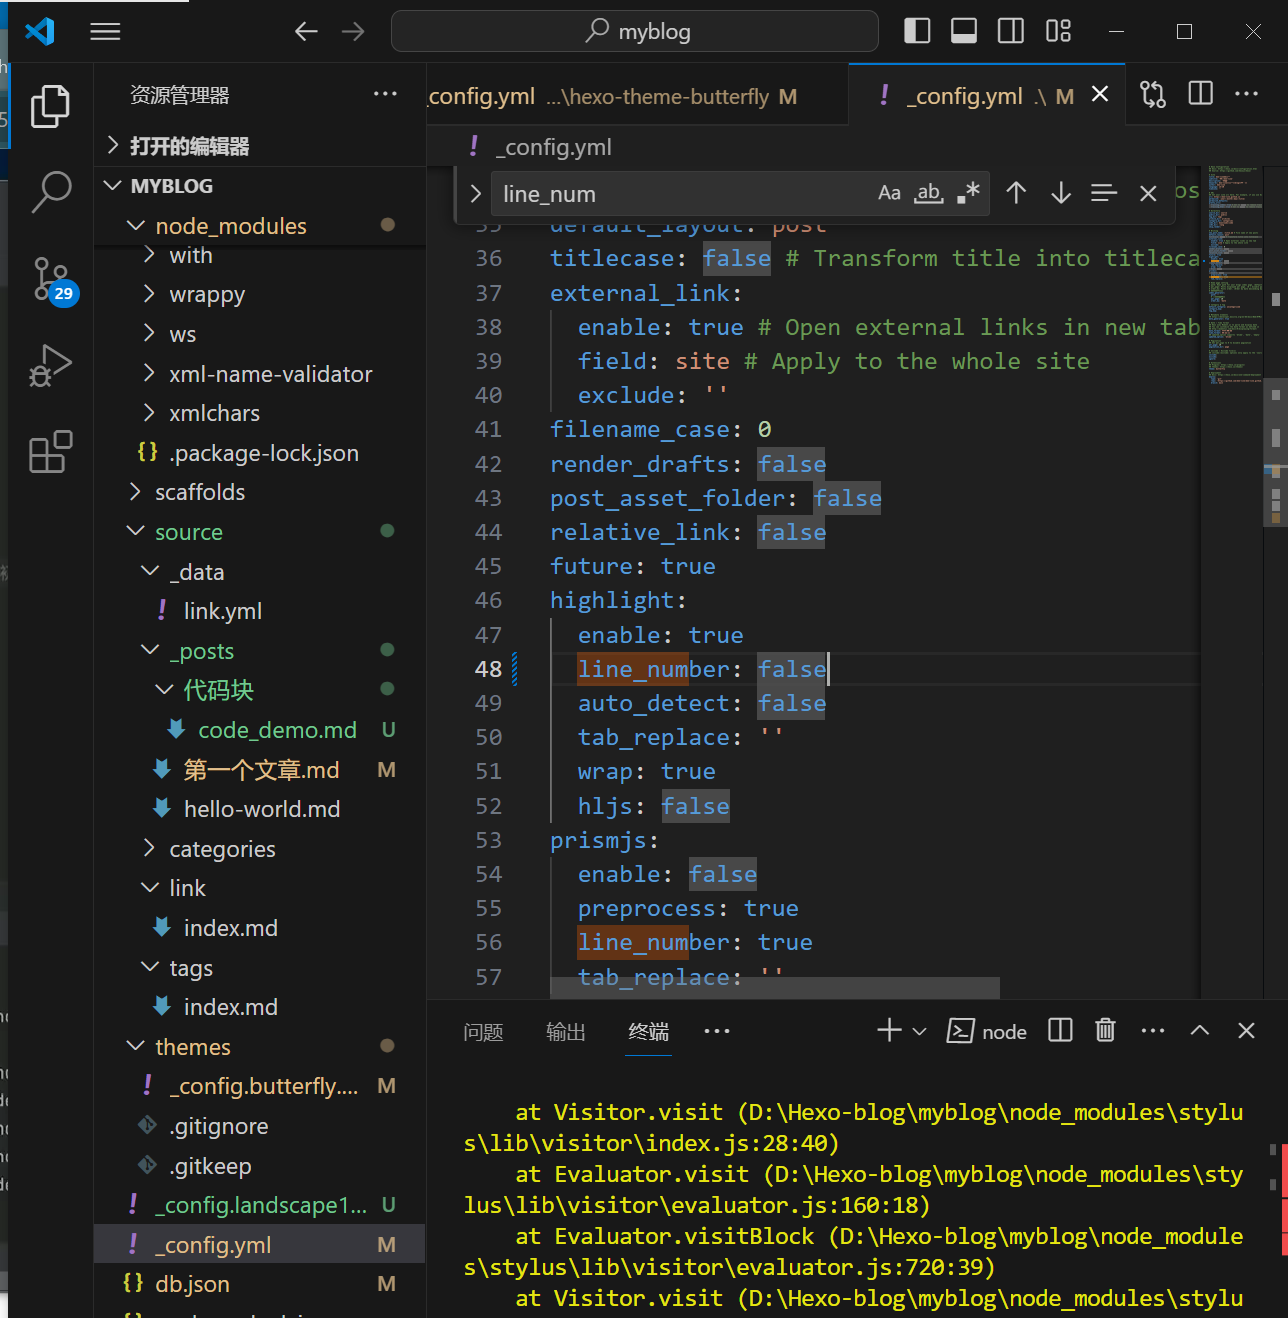 myblog
资源管理器
打开的编辑器
MYBLOG
node_modules
with
wrappy
ws
xml-name-validator
xmlchars
{} .package-lock.json
scaffolds
source
_data
! link.yml
_posts
代码块
code_demo.md U
第一个文章.md M
hello-world.md
categories
link
index.md
tags
index.md
themes
! _config.butterfly.... M
.gitignore
.gitkeep
! _config.landscape1... U
! _config.yml M
{} db.json M
29
_config.yml ...\hexo-theme-butterfly M
! _config.yml .\ M
! _config.yml
line_num Aa ab .*
35 default_layout: post
36 titlecase: false # Transform title into titleca
37 external_link:
38 enable: true # Open external links in new tab
39 field: site # Apply to the whole site
40 exclude: ''
41 filename_case: 0
42 render_drafts: false
43 post_asset_folder: false
44 relative_link: false
45 future: true
46 highlight:
47 enable: true
48 line_number: false
49 auto_detect: false
50 tab_replace: ''
51 wrap: true
52 hljs: false
53 prismjs:
54 enable: false
55 preprocess: true
56 line_number: true
57 tab_replace: ''
问题 输出 终端 node
at Visitor.visit (D:\Hexo-blog\myblog\node_modules\stylu
s\lib\visitor\index.js:28:40)
at Evaluator.visit (D:\Hexo-blog\myblog\node_modules\sty
lus\lib\visitor\evaluator.js:160:18)
at Evaluator.visitBlock (D:\Hexo-blog\myblog\node_module
s\stylus\lib\visitor\evaluator.js:720:39)
at Visitor.visit (D:\Hexo-blog\myblog\node_modules\stylu